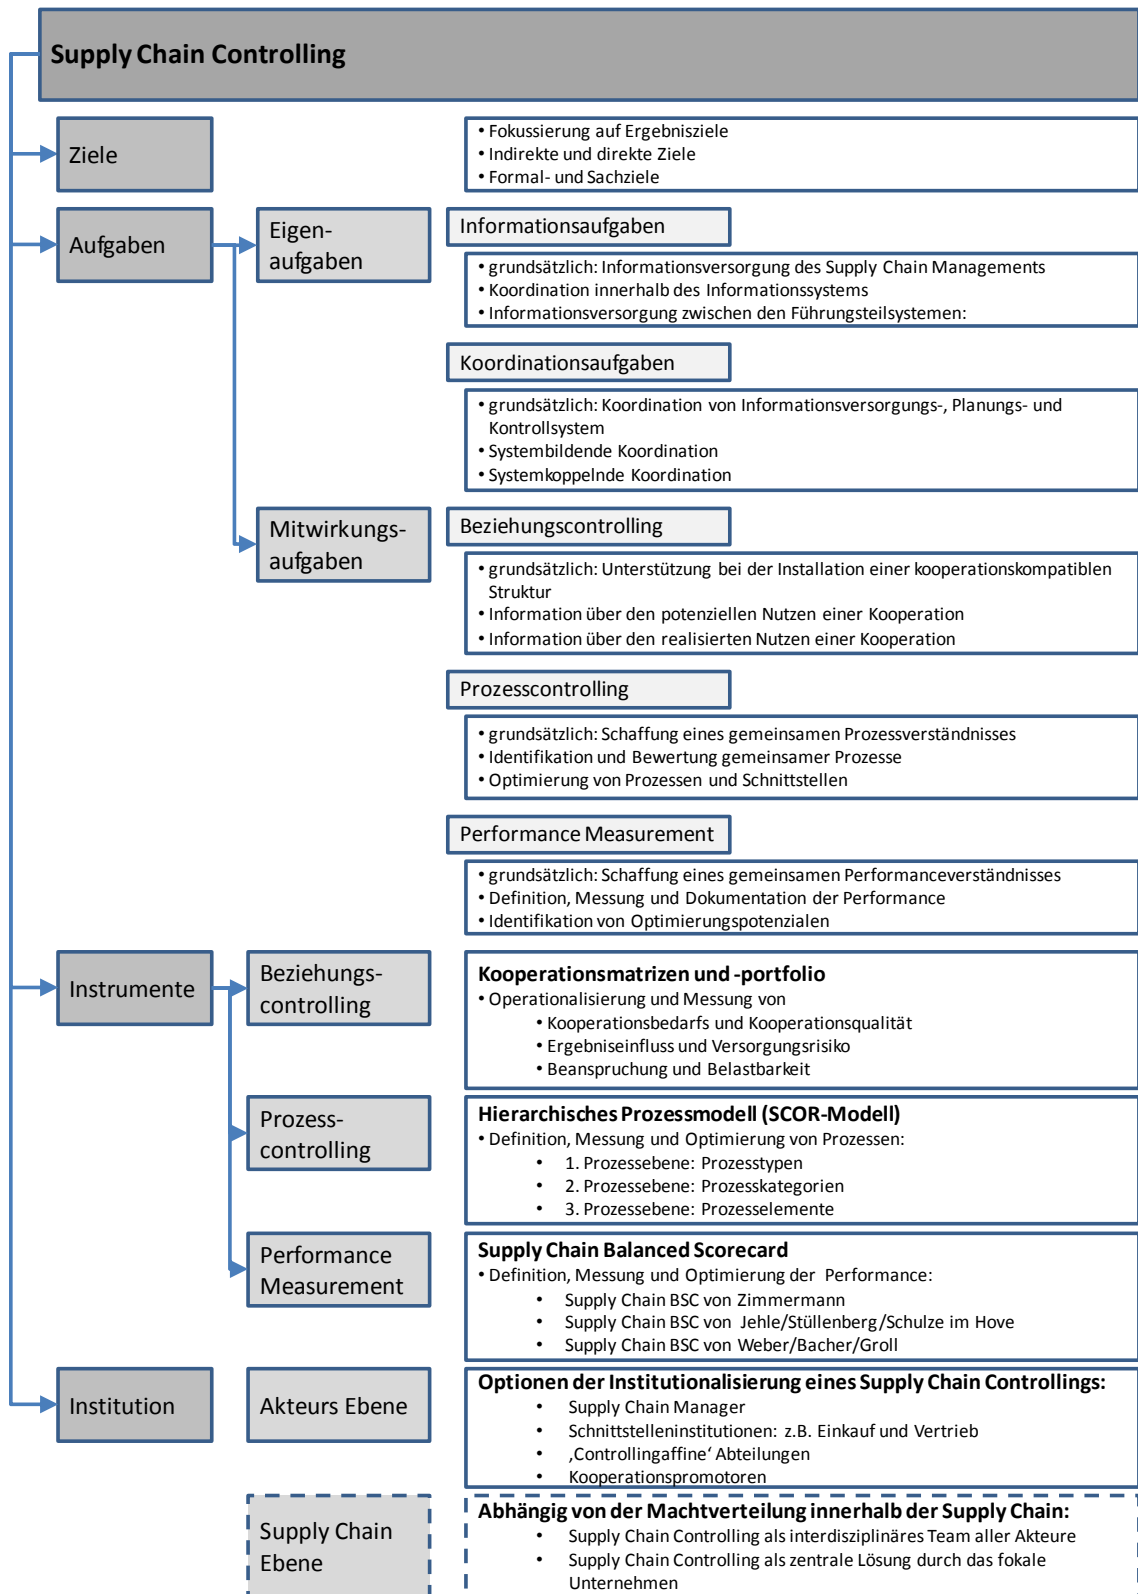 Supply Chain Controlling
Ziele
• Fokussierung auf Ergebnisziele
• Indirekte und direkte Ziele
• Formal- und Sachziele
Aufgaben
Eigen-
aufgaben
Informationsaufgaben
• grundsätzlich: Informationsversorgung des Supply Chain Managements
• Koordination innerhalb des Informationssystems
• Informationsversorgung zwischen den Führungsteilsystemen:
Koordinationsaufgaben
• grundsätzlich: Koordination von Informationsversorgungs-, Planungs- und
Kontrollsystem
• Systembildende Koordination
• Systemkoppelnde Koordination
Mitwirkungs-
aufgaben
Beziehungscontrolling
• grundsätzlich: Unterstützung bei der Installation einer kooperationskompatiblen
Struktur
• Information über den potenziellen Nutzen einer Kooperation
• Information über den realisierten Nutzen einer Kooperation
Prozesscontrolling
• grundsätzlich: Schaffung eines gemeinsamen Prozessverständnisses
• Identifikation und Bewertung gemeinsamer Prozesse
• Optimierung von Prozessen und Schnittstellen
Performance Measurement
• grundsätzlich: Schaffung eines gemeinsamen Performanceverständnisses
• Definition, Messung und Dokumentation der Performance
• Identifikation von Optimierungspotenzialen
Instrumente
Beziehungs-
controlling
Kooperationsmatrizen und -portfolio
• Operationalisierung und Messung von
• Kooperationsbedarfs und Kooperationsqualität
• Ergebniseinfluss und Versorgungsrisiko
• Beanspruchung und Belastbarkeit
Prozess-
controlling
Hierarchisches Prozessmodell (SCOR-Modell)
• Definition, Messung und Optimierung von Prozessen:
• 1. Prozessebene: Prozesstypen
• 2. Prozessebene: Prozesskategorien
• 3. Prozessebene: Prozesselemente
Performance
Measurement
Supply Chain Balanced Scorecard
• Definition, Messung und Optimierung der Performance:
• Supply Chain BSC von Zimmermann
• Supply Chain BSC von Jehle/Stüllenberg/Schulze im Hove
• Supply Chain BSC von Weber/Bacher/Groll
Institution
Akteurs Ebene
Optionen der Institutionalisierung eines Supply Chain Controllings:
• Supply Chain Manager
• Schnittstelleninstitutionen: z.B. Einkauf und Vertrieb
• ‚Controllingaffine‘ Abteilungen
• Kooperationspromotoren
Supply Chain
Ebene
Abhängig von der Machtverteilung innerhalb der Supply Chain:
• Supply Chain Controlling als interdisziplinäres Team aller Akteure
• Supply Chain Controlling als zentrale Lösung durch das fokale
Unternehmen